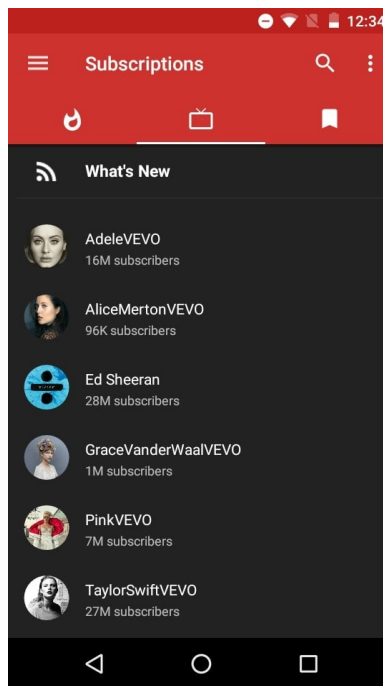 12:34
Subscriptions
What's New
AdeleVEVO
16M subscribers
AliceMertonVEVO
96K subscribers
Ed Sheeran
28M subscribers
GraceVanderWaalVEVO
1M subscribers
PinkVEVO
7M subscribers
TaylorSwiftVEVO
27M subscribers